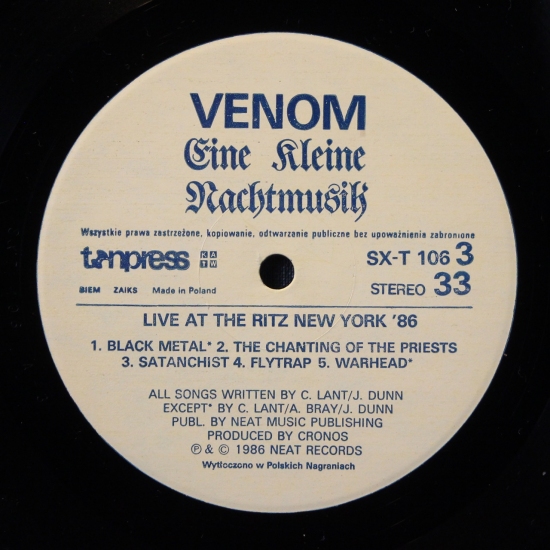 VENOM
Eine Kleine
Nachtmusik
Wszystkie prawa zastrzeżone, kopiowanie, odtwarzanie publiczne bez upoważnienia zabronione
tonpress KATW SX-T 106 3
BIEM ZAIKS Made in Poland STEREO 33
LIVE AT THE RITZ NEW YORK '86
1. BLACK METAL* 2. THE CHANTING OF THE PRIESTS
3. SATANCHIST 4. FLYTRAP 5. WARHEAD*
ALL SONGS WRITTEN BY C. LANT/J. DUNN
EXCEPT* BY C. LANT/A. BRAY/J. DUNN
PUBL. BY NEAT MUSIC PUBLISHING
PRODUCED BY CRONOS
℗ & © 1986 NEAT RECORDS
Wytłoczono w Polskich Nagraniach